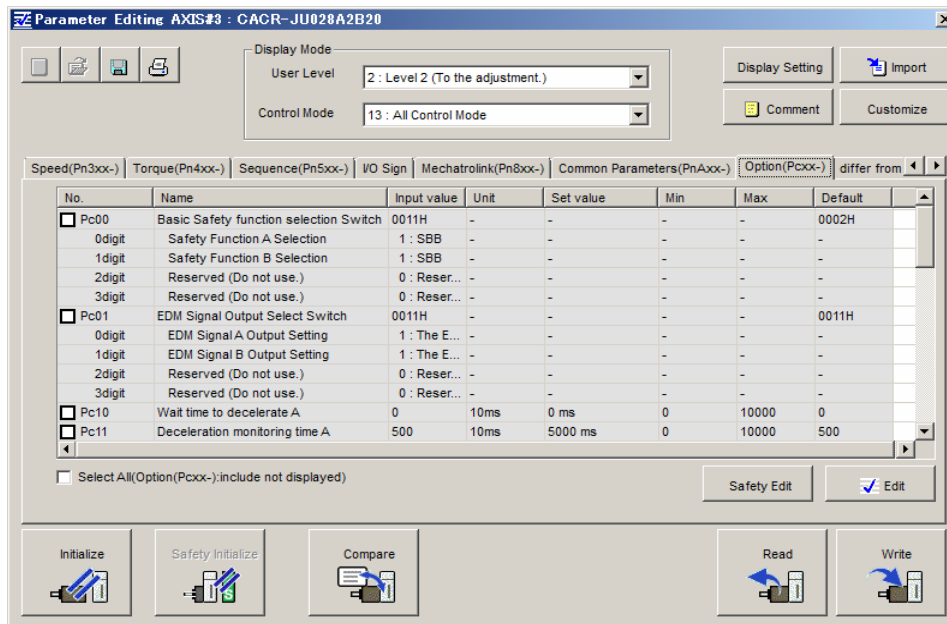 Parameter Editing AXIS#3 : CACR-JU028A2B20
Display Mode
User Level 2 : Level 2 (To the adjustment.)
Control Mode 13 : All Control Mode
Display Setting Import
Comment Customize
Speed(Pn3xx-) Torque(Pn4xx-) Sequence(Pn5xx-) I/O Sign Mechatrolink(Pn8xx-) Common Parameters(PnAxx-) Option(Pcxx-) differ from
No. Name Input value Unit Set value Min Max Default
Pc00 Basic Safety function selection Switch 0011H - - - - 0002H
0digit Safety Function A Selection 1 : SBB - - - - -
1digit Safety Function B Selection 1 : SBB - - - - -
2digit Reserved (Do not use.) 0 : Reser... - - - - -
3digit Reserved (Do not use.) 0 : Reser... - - - - -
Pc01 EDM Signal Output Select Switch 0011H - - - - 0011H
0digit EDM Signal A Output Setting 1 : The E... - - - - -
1digit EDM Signal B Output Setting 1 : The E... - - - - -
2digit Reserved (Do not use.) 0 : Reser... - - - - -
3digit Reserved (Do not use.) 0 : Reser... - - - - -
Pc10 Wait time to decelerate A 0 10ms 0 ms 0 10000 0
Pc11 Deceleration monitoring time A 500 10ms 5000 ms 0 10000 500
Select All(Option(Pcxx-):include not displayed)
Safety Edit Edit
Initialize Safety Initialize Compare Read Write
S